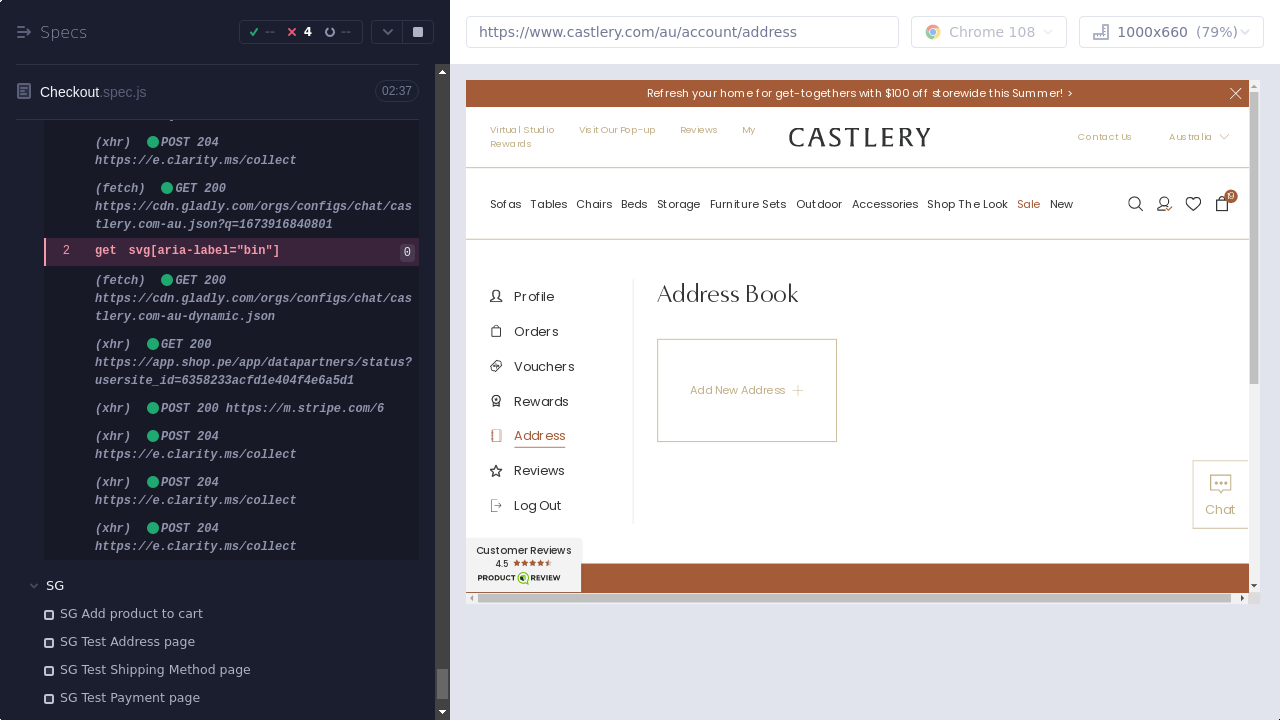 Specs
-- 4 --
Checkout.spec.js 02:37
(xhr) POST 204
https://e.clarity.ms/collect
(fetch) GET 200
https://cdn.gladly.com/orgs/configs/chat/cas
tlery.com-au.json?q=1673916840801
2 get svg[aria-label="bin"] 0
(fetch) GET 200
https://cdn.gladly.com/orgs/configs/chat/cas
tlery.com-au-dynamic.json
(xhr) GET 200
https://app.shop.pe/app/datapartners/status?
usersite_id=6358233acfd1e404f4e6a5d1
(xhr) POST 200 https://m.stripe.com/6
(xhr) POST 204
https://e.clarity.ms/collect
(xhr) POST 204
https://e.clarity.ms/collect
(xhr) POST 204
https://e.clarity.ms/collect
SG
SG Add product to cart
SG Test Address page
SG Test Shipping Method page
SG Test Payment page
https://www.castlery.com/au/account/address
Chrome 108
1000x660 (79%)
Refresh your home for get-togethers with $100 off storewide this Summer! >
Virtual Studio Visit Our Pop-up Reviews My
Rewards
CASTLERY
Contact Us Australia
Sofas Tables Chairs Beds Storage Furniture Sets Outdoor Accessories Shop The Look Sale New
19
Profile
Orders
Vouchers
Rewards
Address
Reviews
Log Out
Address Book
Add New Address
Chat
Customer Reviews
4.5
PRODUCT REVIEW